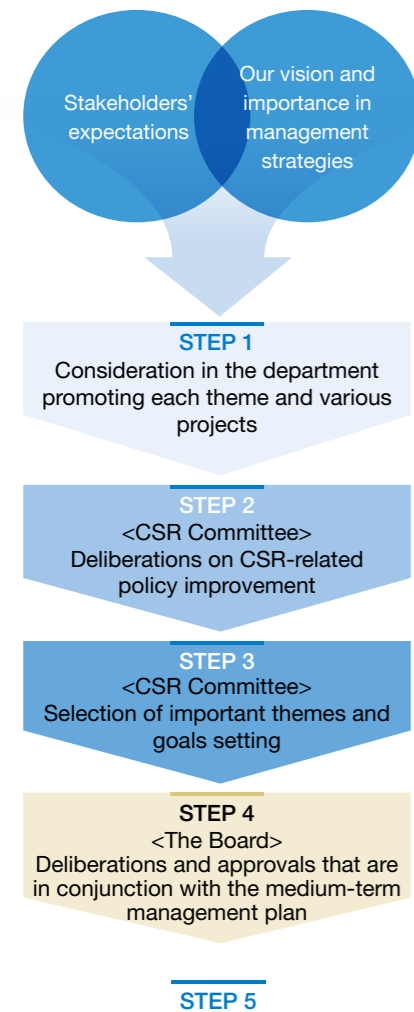 Stakeholders'
expectations
Our vision and
importance in
management
strategies
STEP 1
Consideration in the department
promoting each theme and various
projects
STEP 2
<CSR Committee>
Deliberations on CSR-related
policy improvement
STEP 3
<CSR Committee>
Selection of important themes and
goals setting
STEP 4
<The Board>
Deliberations and approvals that are
in conjunction with the medium-term
management plan
STEP 5